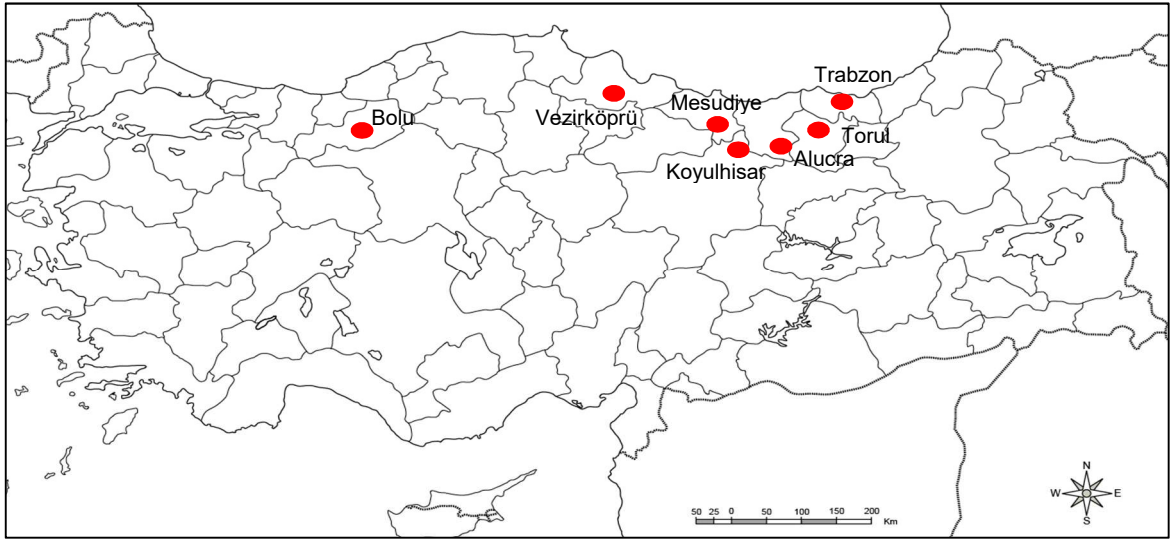 Trabzon
Mesudiye
Bolu
Vezirköprü
Torul
Alucra
Koyulhisar
N
W
E
S
50 25 0 50 100 150 200
Km